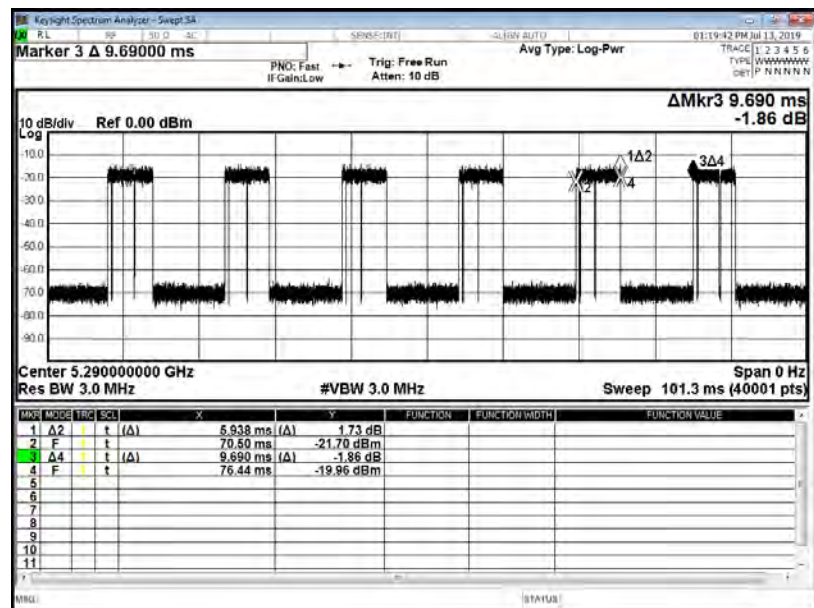 Keysight Spectrum Analyzer - Swept SA
RL RF 50 Ω AC SENSE:INT ALIGN AUTO 01:19:42 PM Jul 13, 2019
Marker 3 Δ 9.69000 ms Avg Type: Log-Pwr TRACE 1 2 3 4 5 6
PNO: Fast Trig: Free Run TYPE WWWWWW
IFGain:Low Atten: 10 dB DET P N N N N N
ΔMkr3 9.690 ms
-1.86 dB
10 dB/div Ref 0.00 dBm
Log
-10.0
-20.0
-30.0
-40.0
-50.0
-60.0
-70.0
-80.0
-90.0
1Δ2
3Δ4
2
4
Center 5.290000000 GHz Span 0 Hz
Res BW 3.0 MHz #VBW 3.0 MHz Sweep 101.3 ms (40001 pts)
MKR MODE TRC SCL X Y FUNCTION FUNCTION WIDTH FUNCTION VALUE
1 Δ2 1 t (Δ) 5.938 ms (Δ) 1.73 dB
2 F 1 t 70.50 ms -21.70 dBm
3 Δ4 1 t (Δ) 9.690 ms (Δ) -1.86 dB
4 F 1 t 76.44 ms -19.96 dBm
5
6
7
8
9
10
11
MSG STATUS